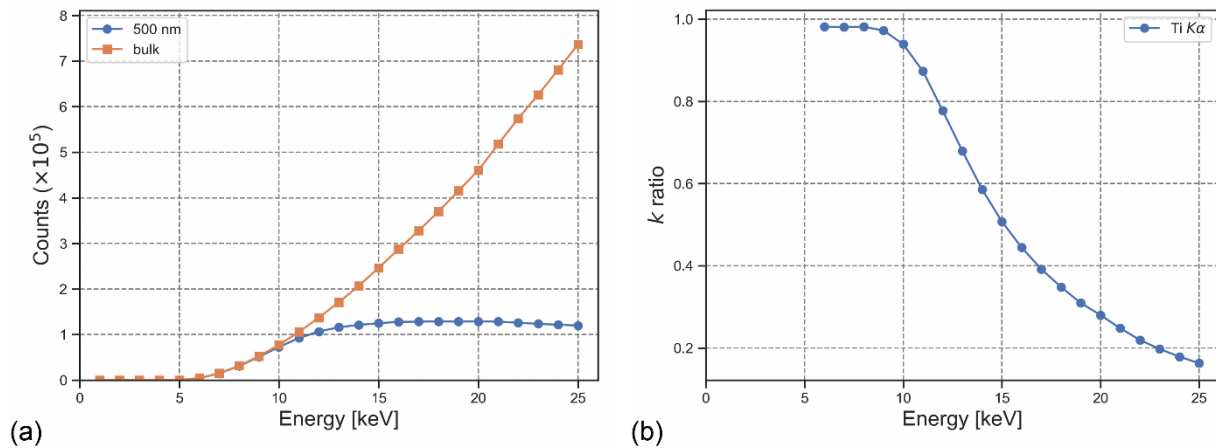 500 nm
bulk
Counts (×10⁵)
8
7
6
5
4
3
2
1
0
0 5 10 15 20 25
Energy [keV]
(a)
Ti Kα
k ratio
1.0
0.8
0.6
0.4
0.2
0 5 10 15 20 25
Energy [keV]
(b)